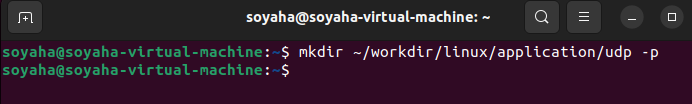 soyaha@soyaha-virtual-machine: ~
soyaha@soyaha-virtual-machine:~$ mkdir ~/workdir/linux/application/udp -p
soyaha@soyaha-virtual-machine:~$